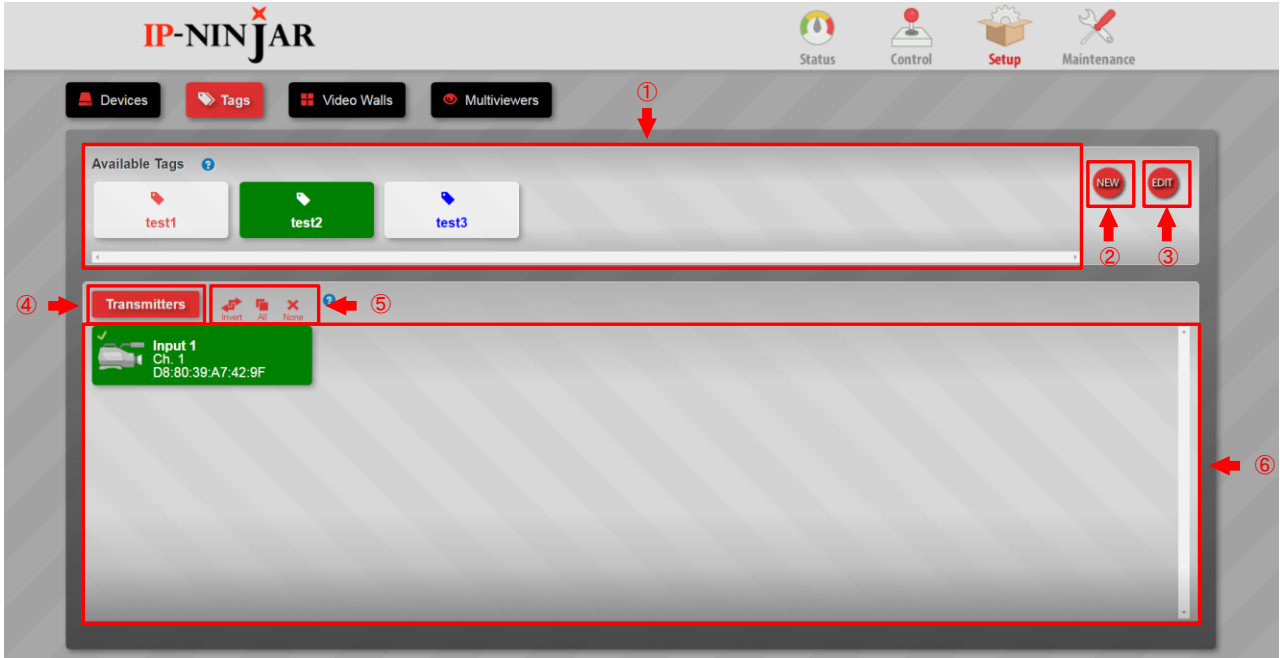 IP-NINJAR
Status
Control
Setup
Maintenance
Devices
Tags
Video Walls
Multiviewers
①
Available Tags ?
NEW
EDIT
test1
test2
test3
②
③
④
Transmitters
Invert
All
None
?
⑤
Input 1
Ch. 1
D8:80:39:A7:42:9F
⑥